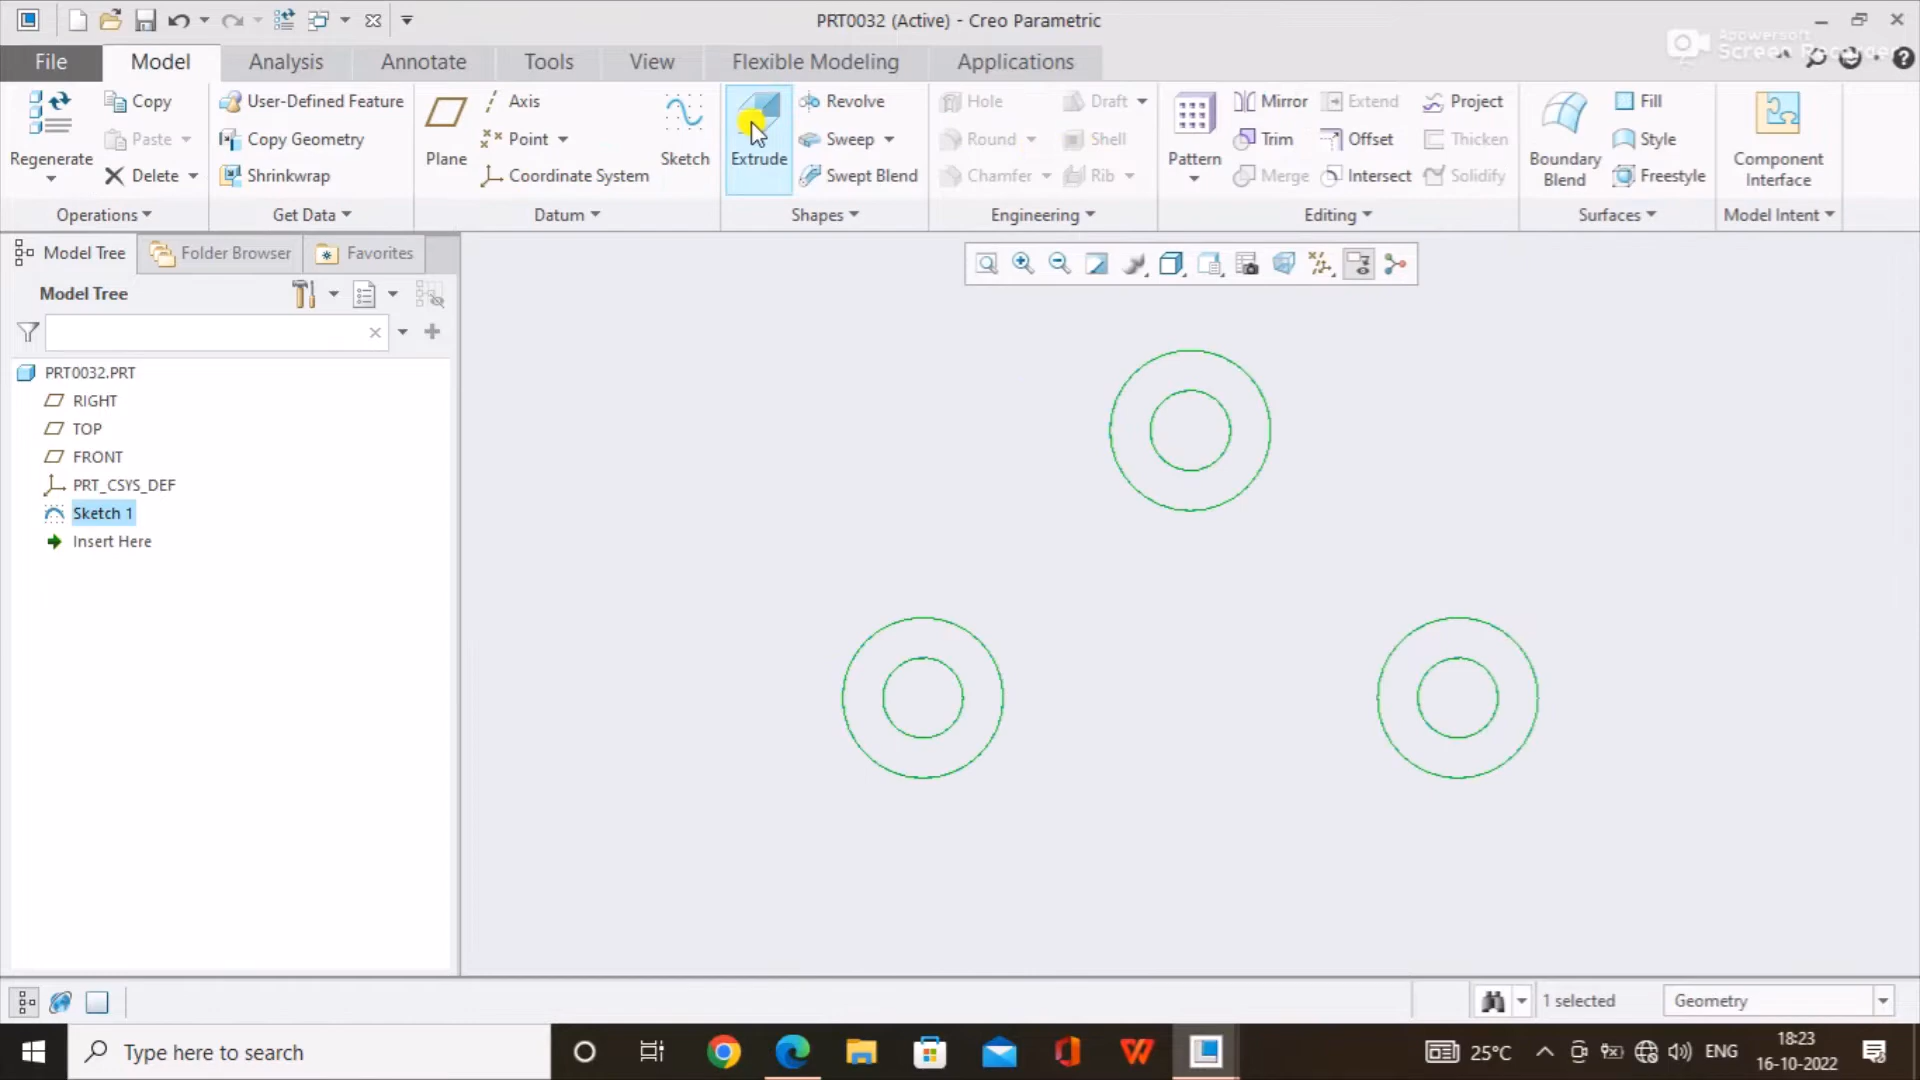 PRT0032 (Active) - Creo Parametric
Apowersoft
Screen Recorder
File Model Analysis Annotate Tools View Flexible Modeling Applications
Regenerate
Copy
Paste
Delete
User-Defined Feature
Copy Geometry
Shrinkwrap
Plane
Axis
Point
Coordinate System
Sketch
Extrude
Revolve
Sweep
Swept Blend
Hole
Round
Chamfer
Draft
Shell
Rib
Pattern
Mirror
Trim
Merge
Extend
Offset
Intersect
Project
Thicken
Solidify
Boundary
Blend
Fill
Style
Freestyle
Component
Interface
Operations Get Data Datum Shapes Engineering Editing Surfaces Model Intent
Model Tree Folder Browser Favorites
Model Tree
PRT0032.PRT
RIGHT
TOP
FRONT
PRT_CSYS_DEF
Sketch 1
Insert Here
1 selected Geometry
Type here to search
25°C
ENG
18:23
16-10-2022